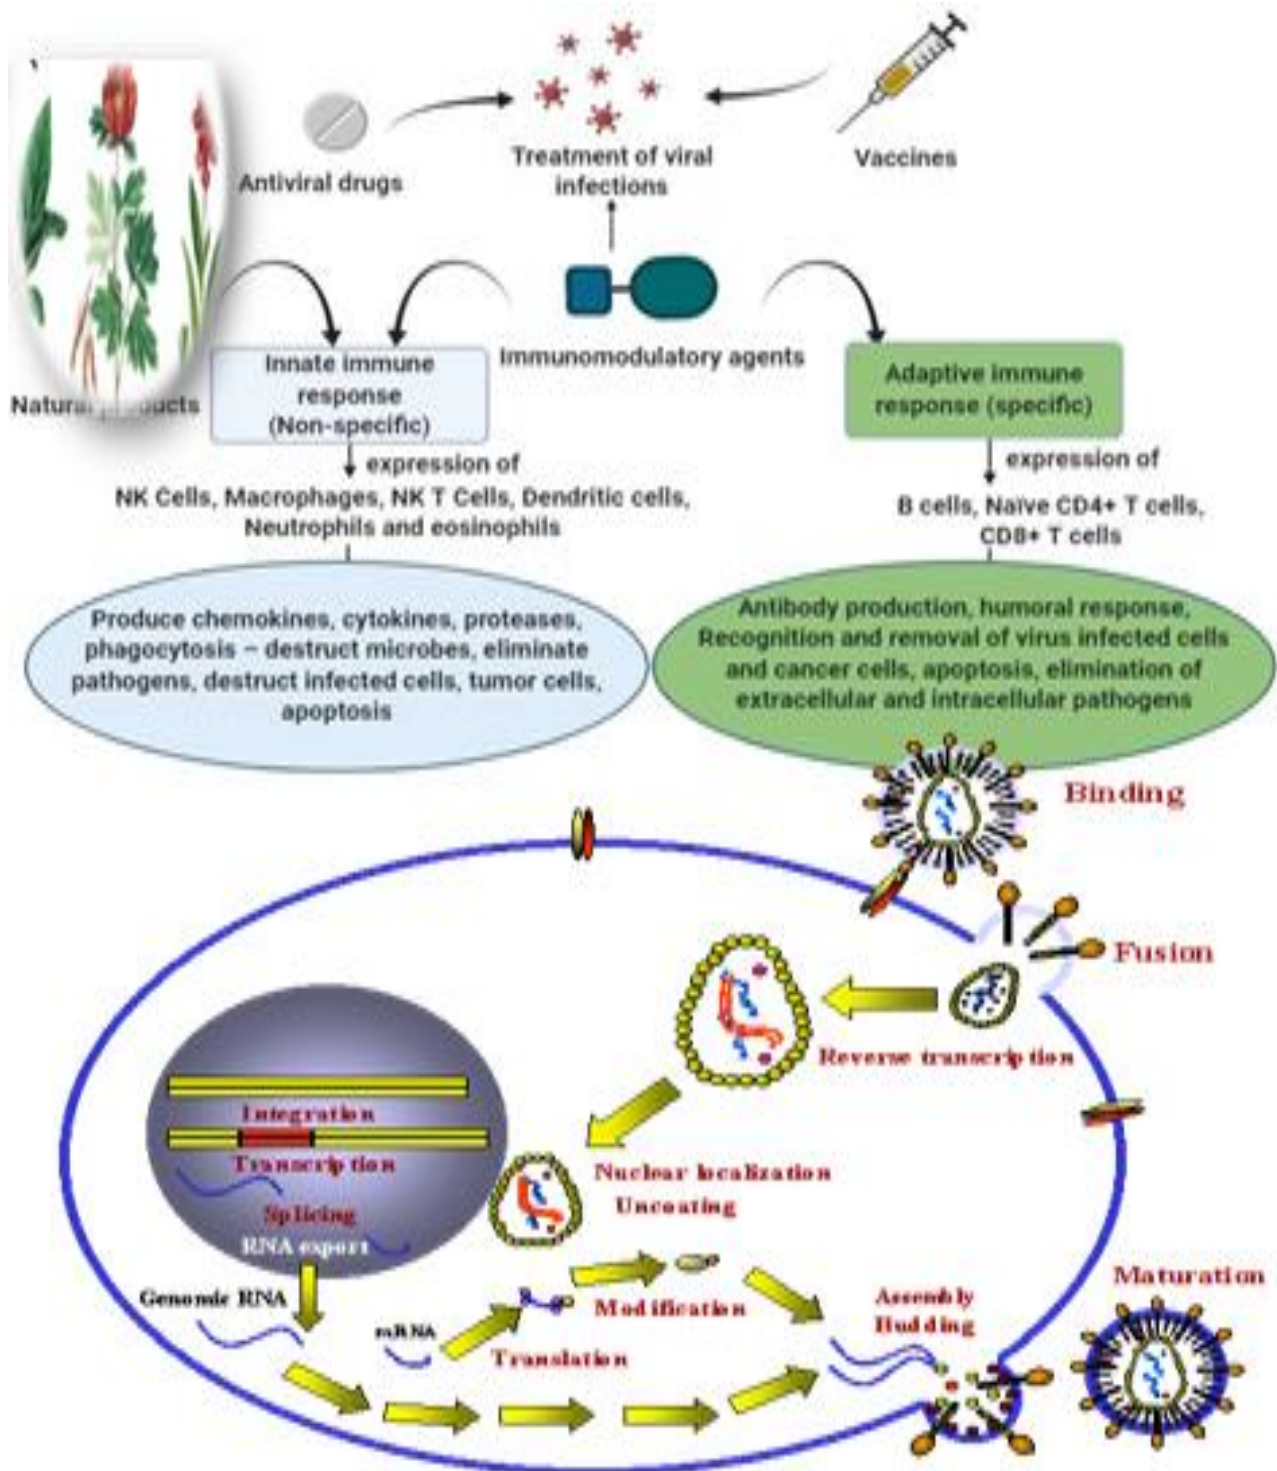 Treatment of viral
infections
Antiviral drugs
Vaccines
Immunomodulatory agents
Innate immune
response
(Non-specific)
Adaptive immune
response (specific)
expression of
expression of
NK Cells, Macrophages, NK T Cells, Dendritic cells,
Neutrophils and eosinophils
B cells, Naïve CD4+ T cells,
CD8+ T cells
Produce chemokines, cytokines, proteases,
phagocytosis – destruct microbes, eliminate
pathogens, destruct infected cells, tumor cells,
apoptosis
Antibody production, humoral response,
Recognition and removal of virus infected cells
and cancer cells, apoptosis, elimination of
extracellular and intracellular pathogens
Binding
Fusion
Reverse transcription
Integration
Transcription
Splicing
RNA export
Nuclear localization
Uncoating
Genomic RNA
mRNA
Modification
Translation
Assembly
Budding
Maturation